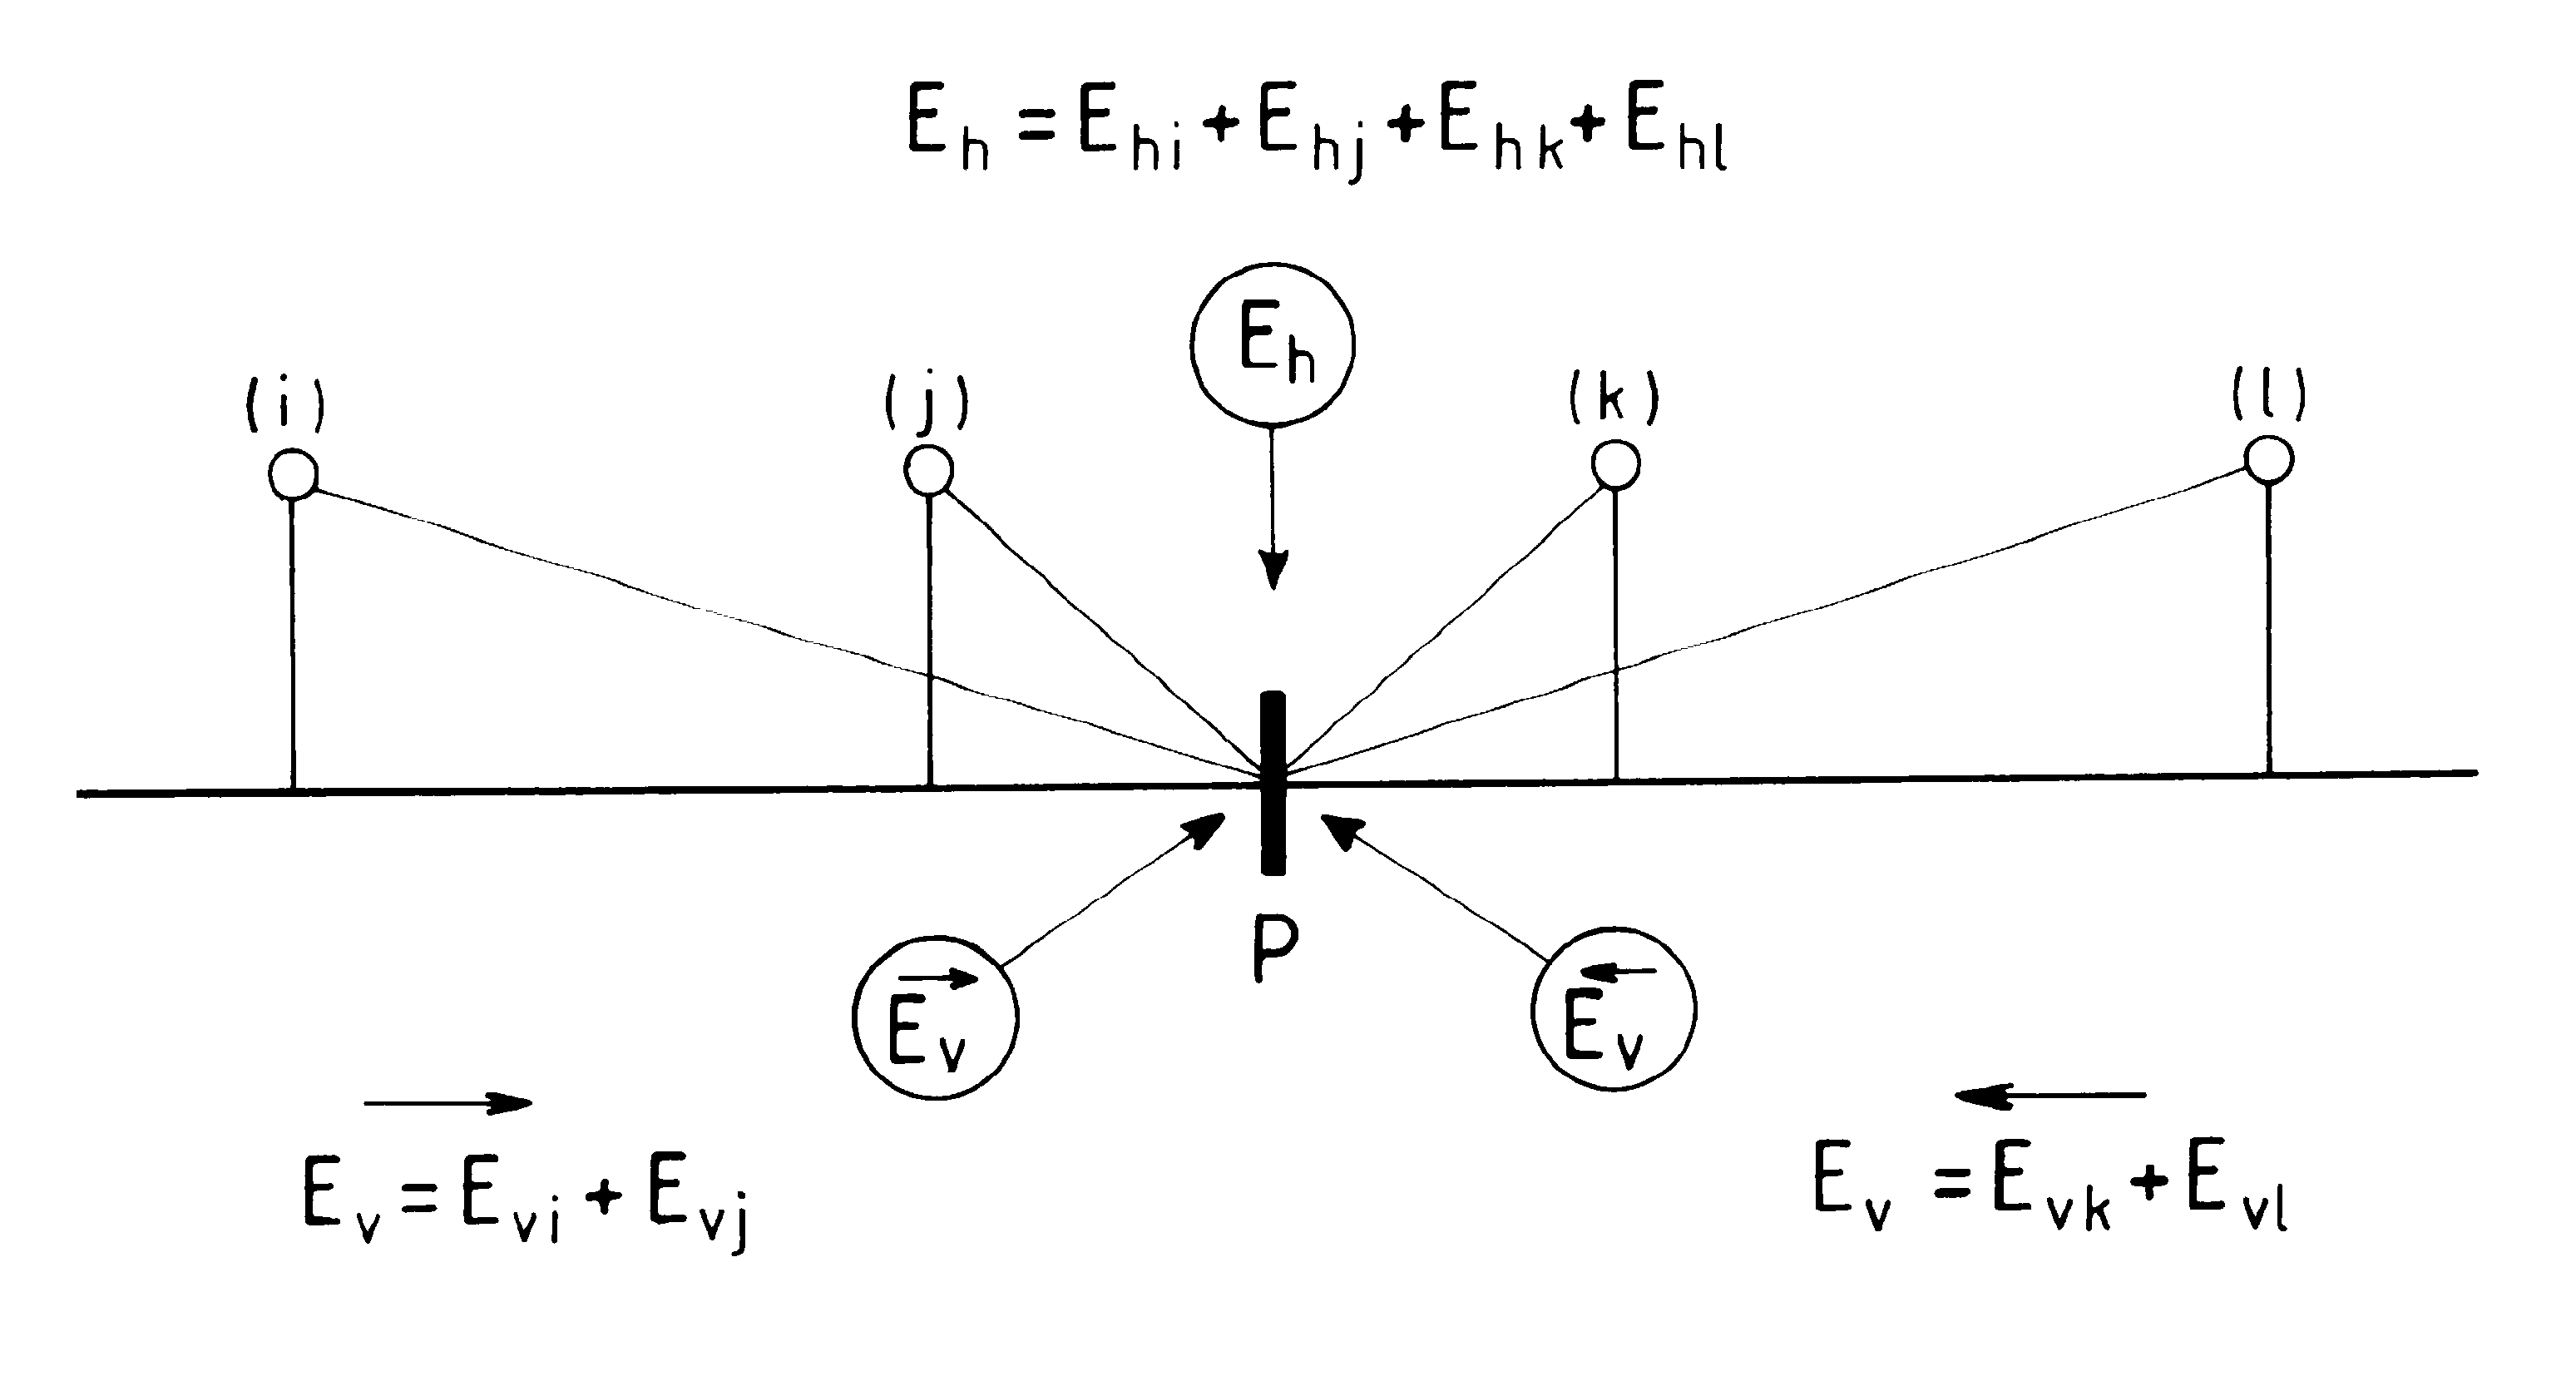 E_h = E_hi + E_hj + E_hk + E_hl
E_h
(i) (j) (k) (l)
P
→E_v ←E_v
→E_v = E_vi + E_vj
←E_v = E_vk + E_vl